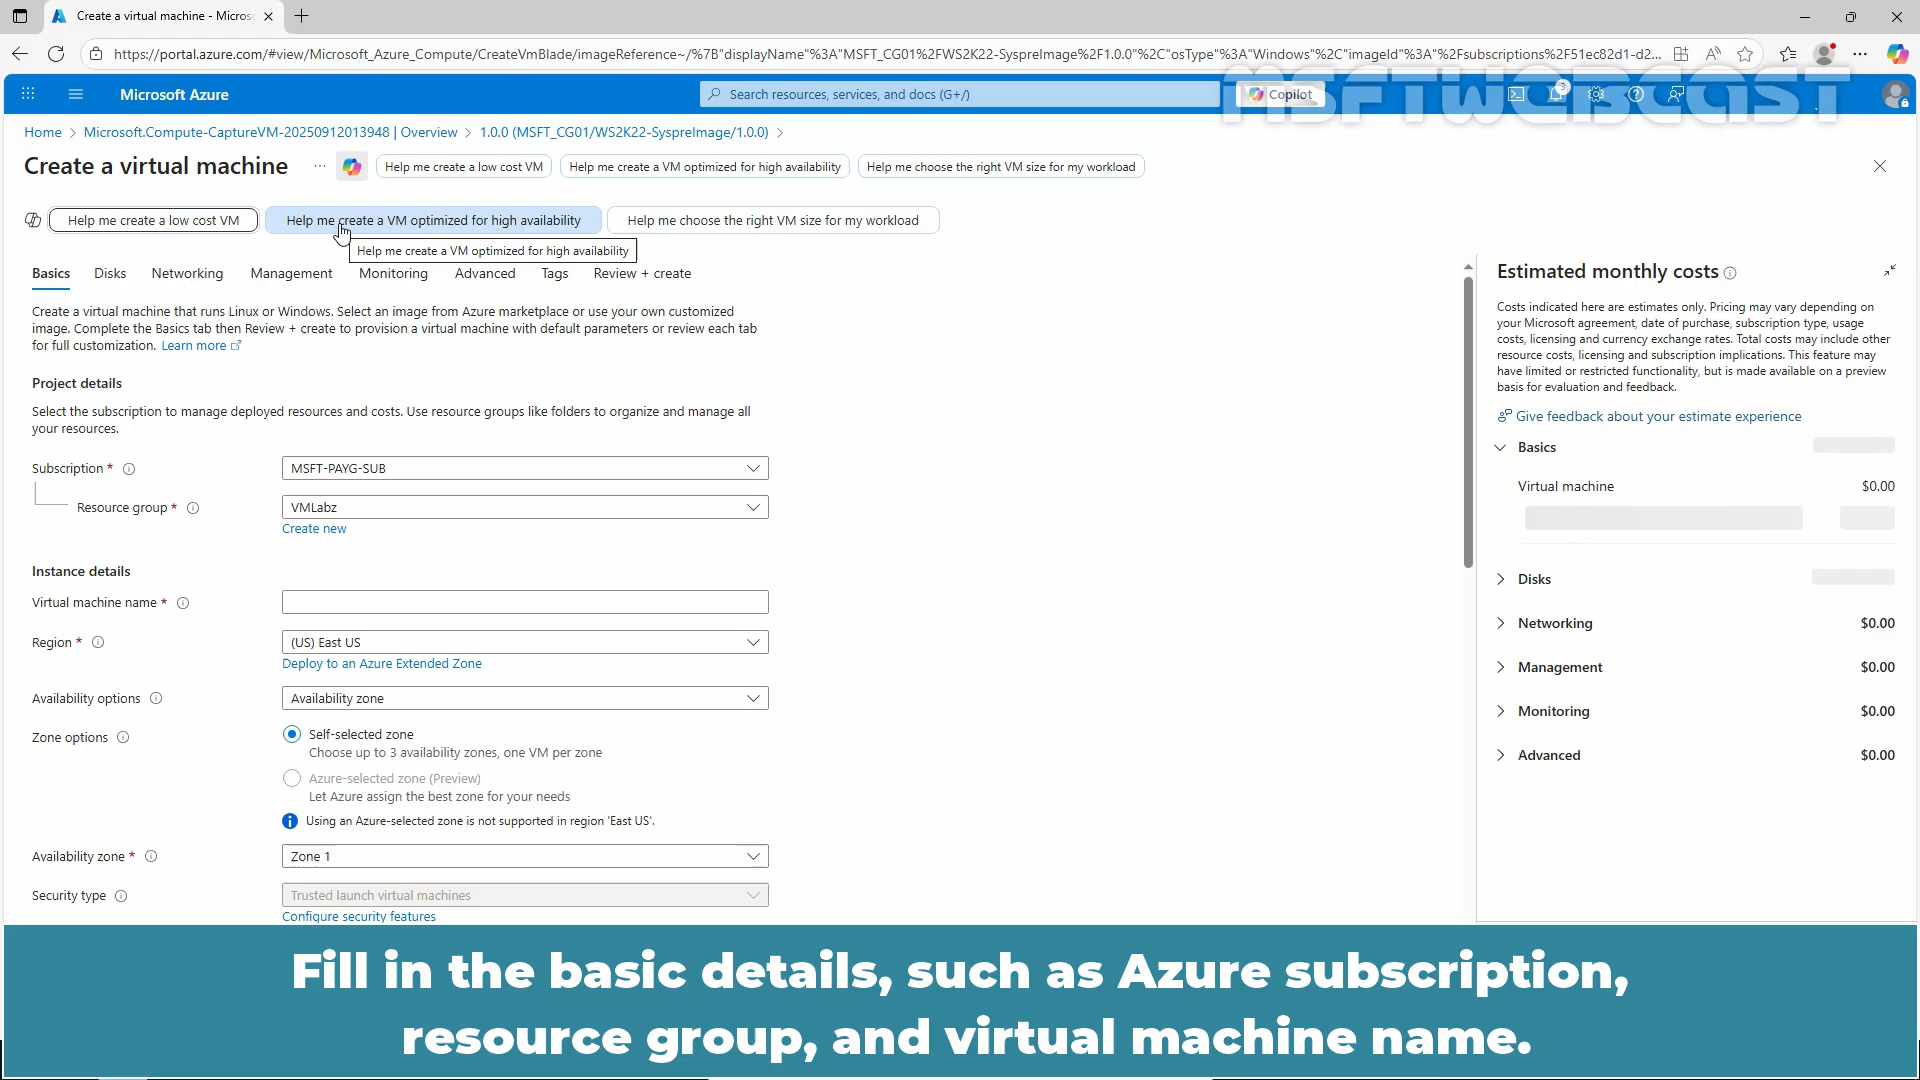 Create a virtual machine - Micros
https://portal.azure.com/#view/Microsoft_Azure_Compute/CreateVmBlade/imageReference~/%7B"displayName"%3A"MSFT_CG01%2FWS2K22-SyspreImage%2F1.0.0"%2C"osType"%3A"Windows"%2C"imageId"%3A"%2Fsubscriptions%2F51ec82d1-d2...
Microsoft Azure
Search resources, services, and docs (G+/)
Copilot
3
MSFTWEBCAST
Home > Microsoft.Compute-CaptureVM-20250912013948 | Overview > 1.0.0 (MSFT_CG01/WS2K22-SyspreImage/1.0.0) >
Create a virtual machine ...
Help me create a low cost VM
Help me create a VM optimized for high availability
Help me choose the right VM size for my workload
Help me create a low cost VM
Help me create a VM optimized for high availability
Help me choose the right VM size for my workload
Help me create a VM optimized for high availability
Basics
Disks
Networking
Management
Monitoring
Advanced
Tags
Review + create
Create a virtual machine that runs Linux or Windows. Select an image from Azure marketplace or use your own customized
image. Complete the Basics tab then Review + create to provision a virtual machine with default parameters or review each tab
for full customization. Learn more
Project details
Select the subscription to manage deployed resources and costs. Use resource groups like folders to organize and manage all
your resources.
Subscription *
MSFT-PAYG-SUB
Resource group *
VMLabz
Create new
Instance details
Virtual machine name *
Region *
(US) East US
Deploy to an Azure Extended Zone
Availability options
Availability zone
Zone options
Self-selected zone
Choose up to 3 availability zones, one VM per zone
Azure-selected zone (Preview)
Let Azure assign the best zone for your needs
Using an Azure-selected zone is not supported in region 'East US'.
Availability zone *
Zone 1
Security type
Trusted launch virtual machines
Configure security features
Estimated monthly costs
Costs indicated here are estimates only. Pricing may vary depending on
your Microsoft agreement, date of purchase, subscription type, usage
costs, licensing and currency exchange rates. Total costs may include other
resource costs, licensing and subscription implications. This feature may
have limited or restricted functionality, but is made available on a preview
basis for evaluation and feedback.
Give feedback about your estimate experience
Basics
Virtual machine $0.00
Disks
Networking $0.00
Management $0.00
Monitoring $0.00
Advanced $0.00
Fill in the basic details, such as Azure subscription,
resource group, and virtual machine name.